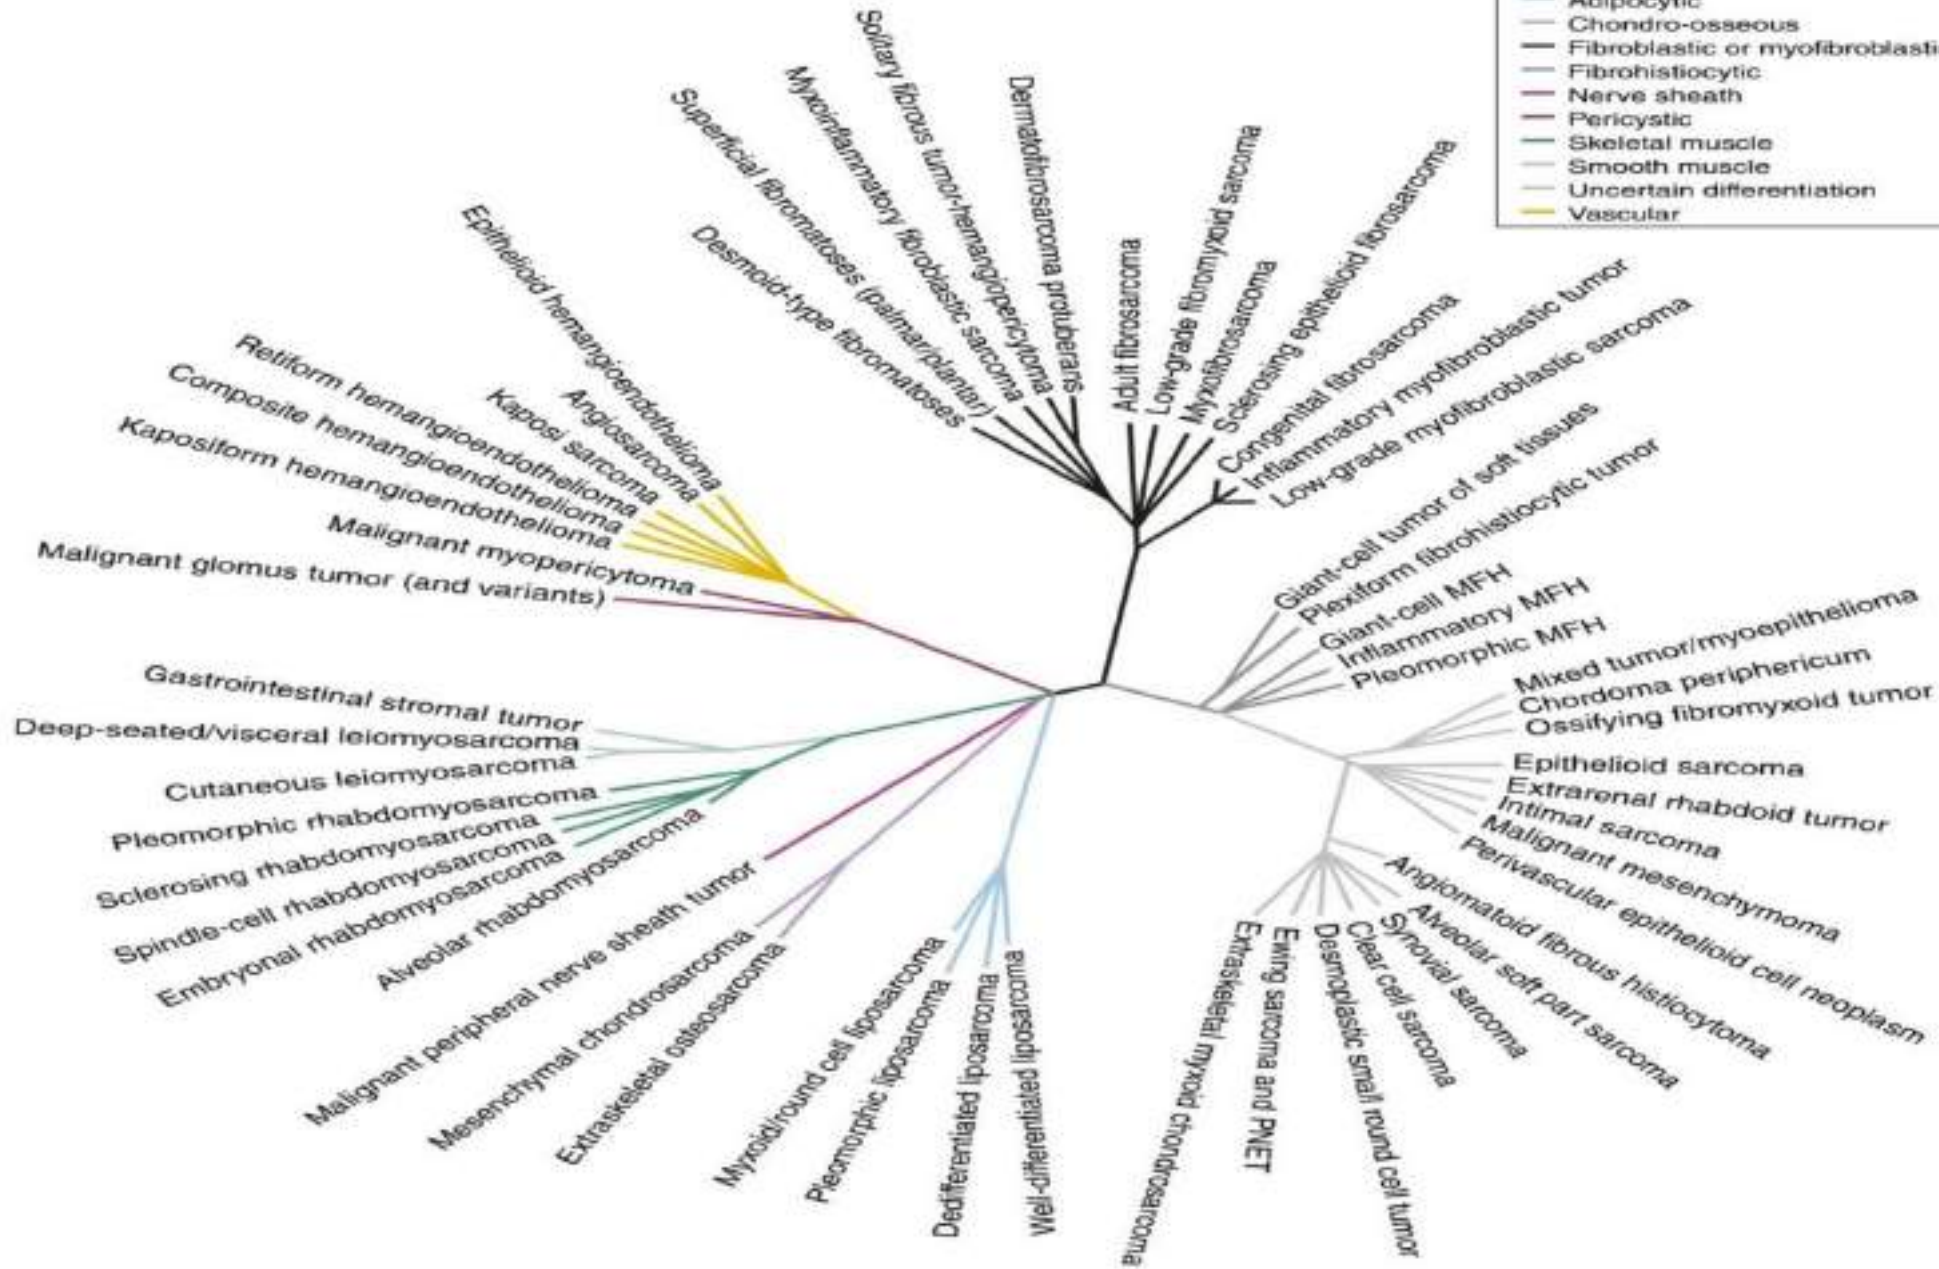 Adipocytic
Chondro-osseous
Fibroblastic or myofibroblastic
Fibrohistiocytic
Nerve sheath
Pericystic
Skeletal muscle
Smooth muscle
Uncertain differentiation
Vascular
Epithelioid hemangioendothelioma
Angiosarcoma
Kaposi sarcoma
Retiform hemangioendothelioma
Composite hemangioendothelioma
Kaposiform hemangioendothelioma
Malignant myopericytoma
Malignant glomus tumor (and variants)
Desmoid-type fibromatoses
Superficial fibromatoses (palmar/plantar)
Myxoinflammatory fibroblastic sarcoma
Solitary fibrous tumor-hemangiopericytoma
Dermatofibrosarcoma protuberans
Adult fibrosarcoma
Low-grade fibromyxoid sarcoma
Myxofibrosarcoma
Sclerosing epithelioid fibrosarcoma
Congenital fibrosarcoma
Inflammatory myofibroblastic tumor
Low-grade myofibroblastic sarcoma
Giant-cell tumor of soft tissues
Plexiform fibrohistiocytic tumor
Giant-cell MFH
Inflammatory MFH
Pleomorphic MFH
Mixed tumor/myoepithelioma
Chordoma periphericum
Ossifying fibromyxoid tumor
Epithelioid sarcoma
Extrarenal rhabdoid tumor
Intimal sarcoma
Malignant mesenchymoma
Perivascular epithelioid cell neoplasm
Angiomatoid fibrous histiocytoma
Alveolar soft part sarcoma
Synovial sarcoma
Clear cell sarcoma
Desmoplastic small round cell tumor
Ewing sarcoma and PNET
Extraskeletal myxoid chondrosarcoma
Well-differentiated liposarcoma
Dedifferentiated liposarcoma
Pleomorphic liposarcoma
Myxoid/round cell liposarcoma
Extraskeletal osteosarcoma
Mesenchymal chondrosarcoma
Malignant peripheral nerve sheath tumor
Alveolar rhabdomyosarcoma
Embryonal rhabdomyosarcoma
Spindle-cell rhabdomyosarcoma
Sclerosing rhabdomyosarcoma
Pleomorphic rhabdomyosarcoma
Cutaneous leiomyosarcoma
Deep-seated/visceral leiomyosarcoma
Gastrointestinal stromal tumor